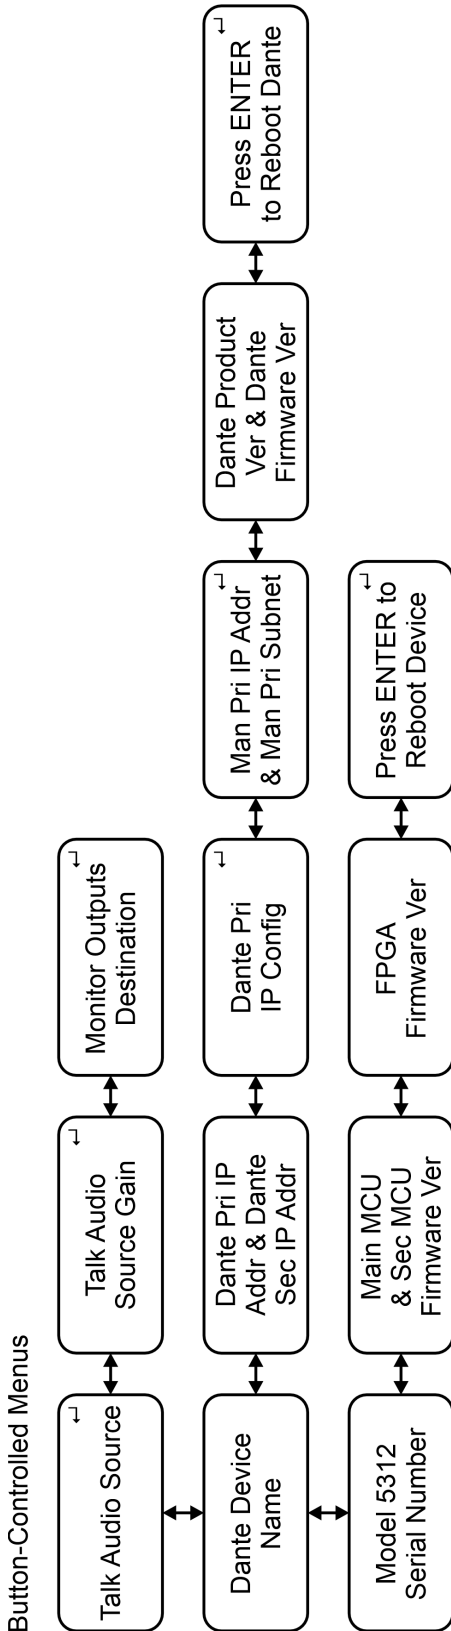 Button-Controlled Menus
Talk Audio Source
Talk Audio
Source Gain
Monitor Outputs
Destination
Dante Device
Name
Dante Pri IP
Addr & Dante
Sec IP Addr
Dante Pri
IP Config
Man Pri IP Addr
& Man Pri Subnet
Dante Product
Ver & Dante
Firmware Ver
Press ENTER
to Reboot Dante
Model 5312
Serial Number
Main MCU
& Sec MCU
Firmware Ver
FPGA
Firmware Ver
Press ENTER to
Reboot Device